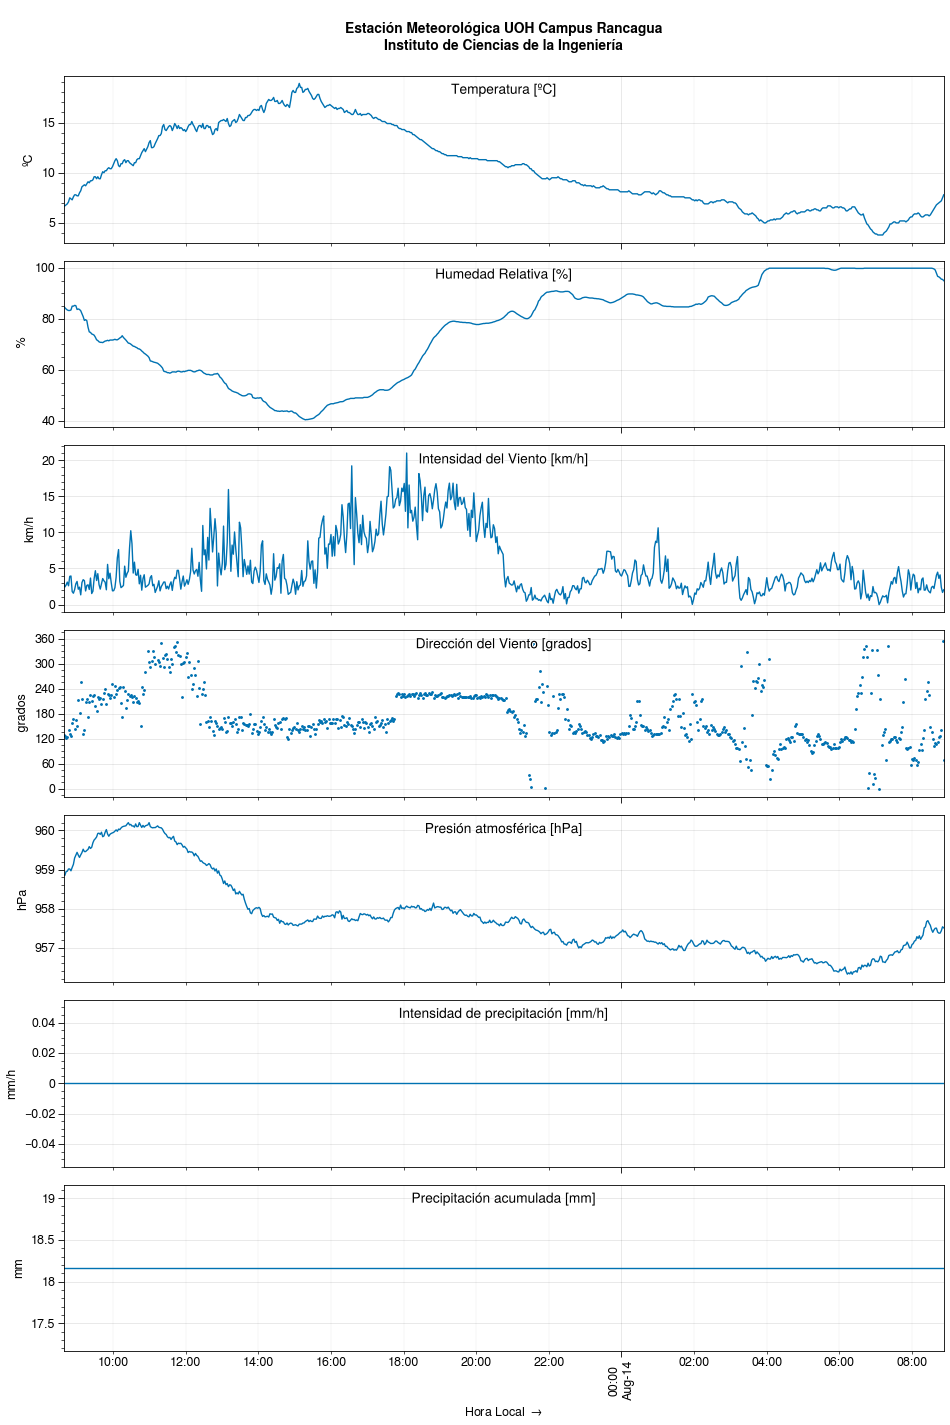 Estación Meteorológica UOH Campus Rancagua
Instituto de Ciencias de la Ingeniería
Temperatura [ºC]
ºC
15
10
5
Humedad Relativa [%]
%
100
80
60
40
Intensidad del Viento [km/h]
km/h
20
15
10
5
0
Dirección del Viento [grados]
grados
360
300
240
180
120
60
0
Presión atmosférica [hPa]
hPa
960
959
958
957
Intensidad de precipitación [mm/h]
mm/h
0.04
0.02
0
−0.02
−0.04
Precipitación acumulada [mm]
mm
19
18.5
18
17.5
10:00 12:00 14:00 16:00 18:00 20:00 22:00 00:00 02:00 04:00 06:00 08:00
Aug-14
Hora Local →